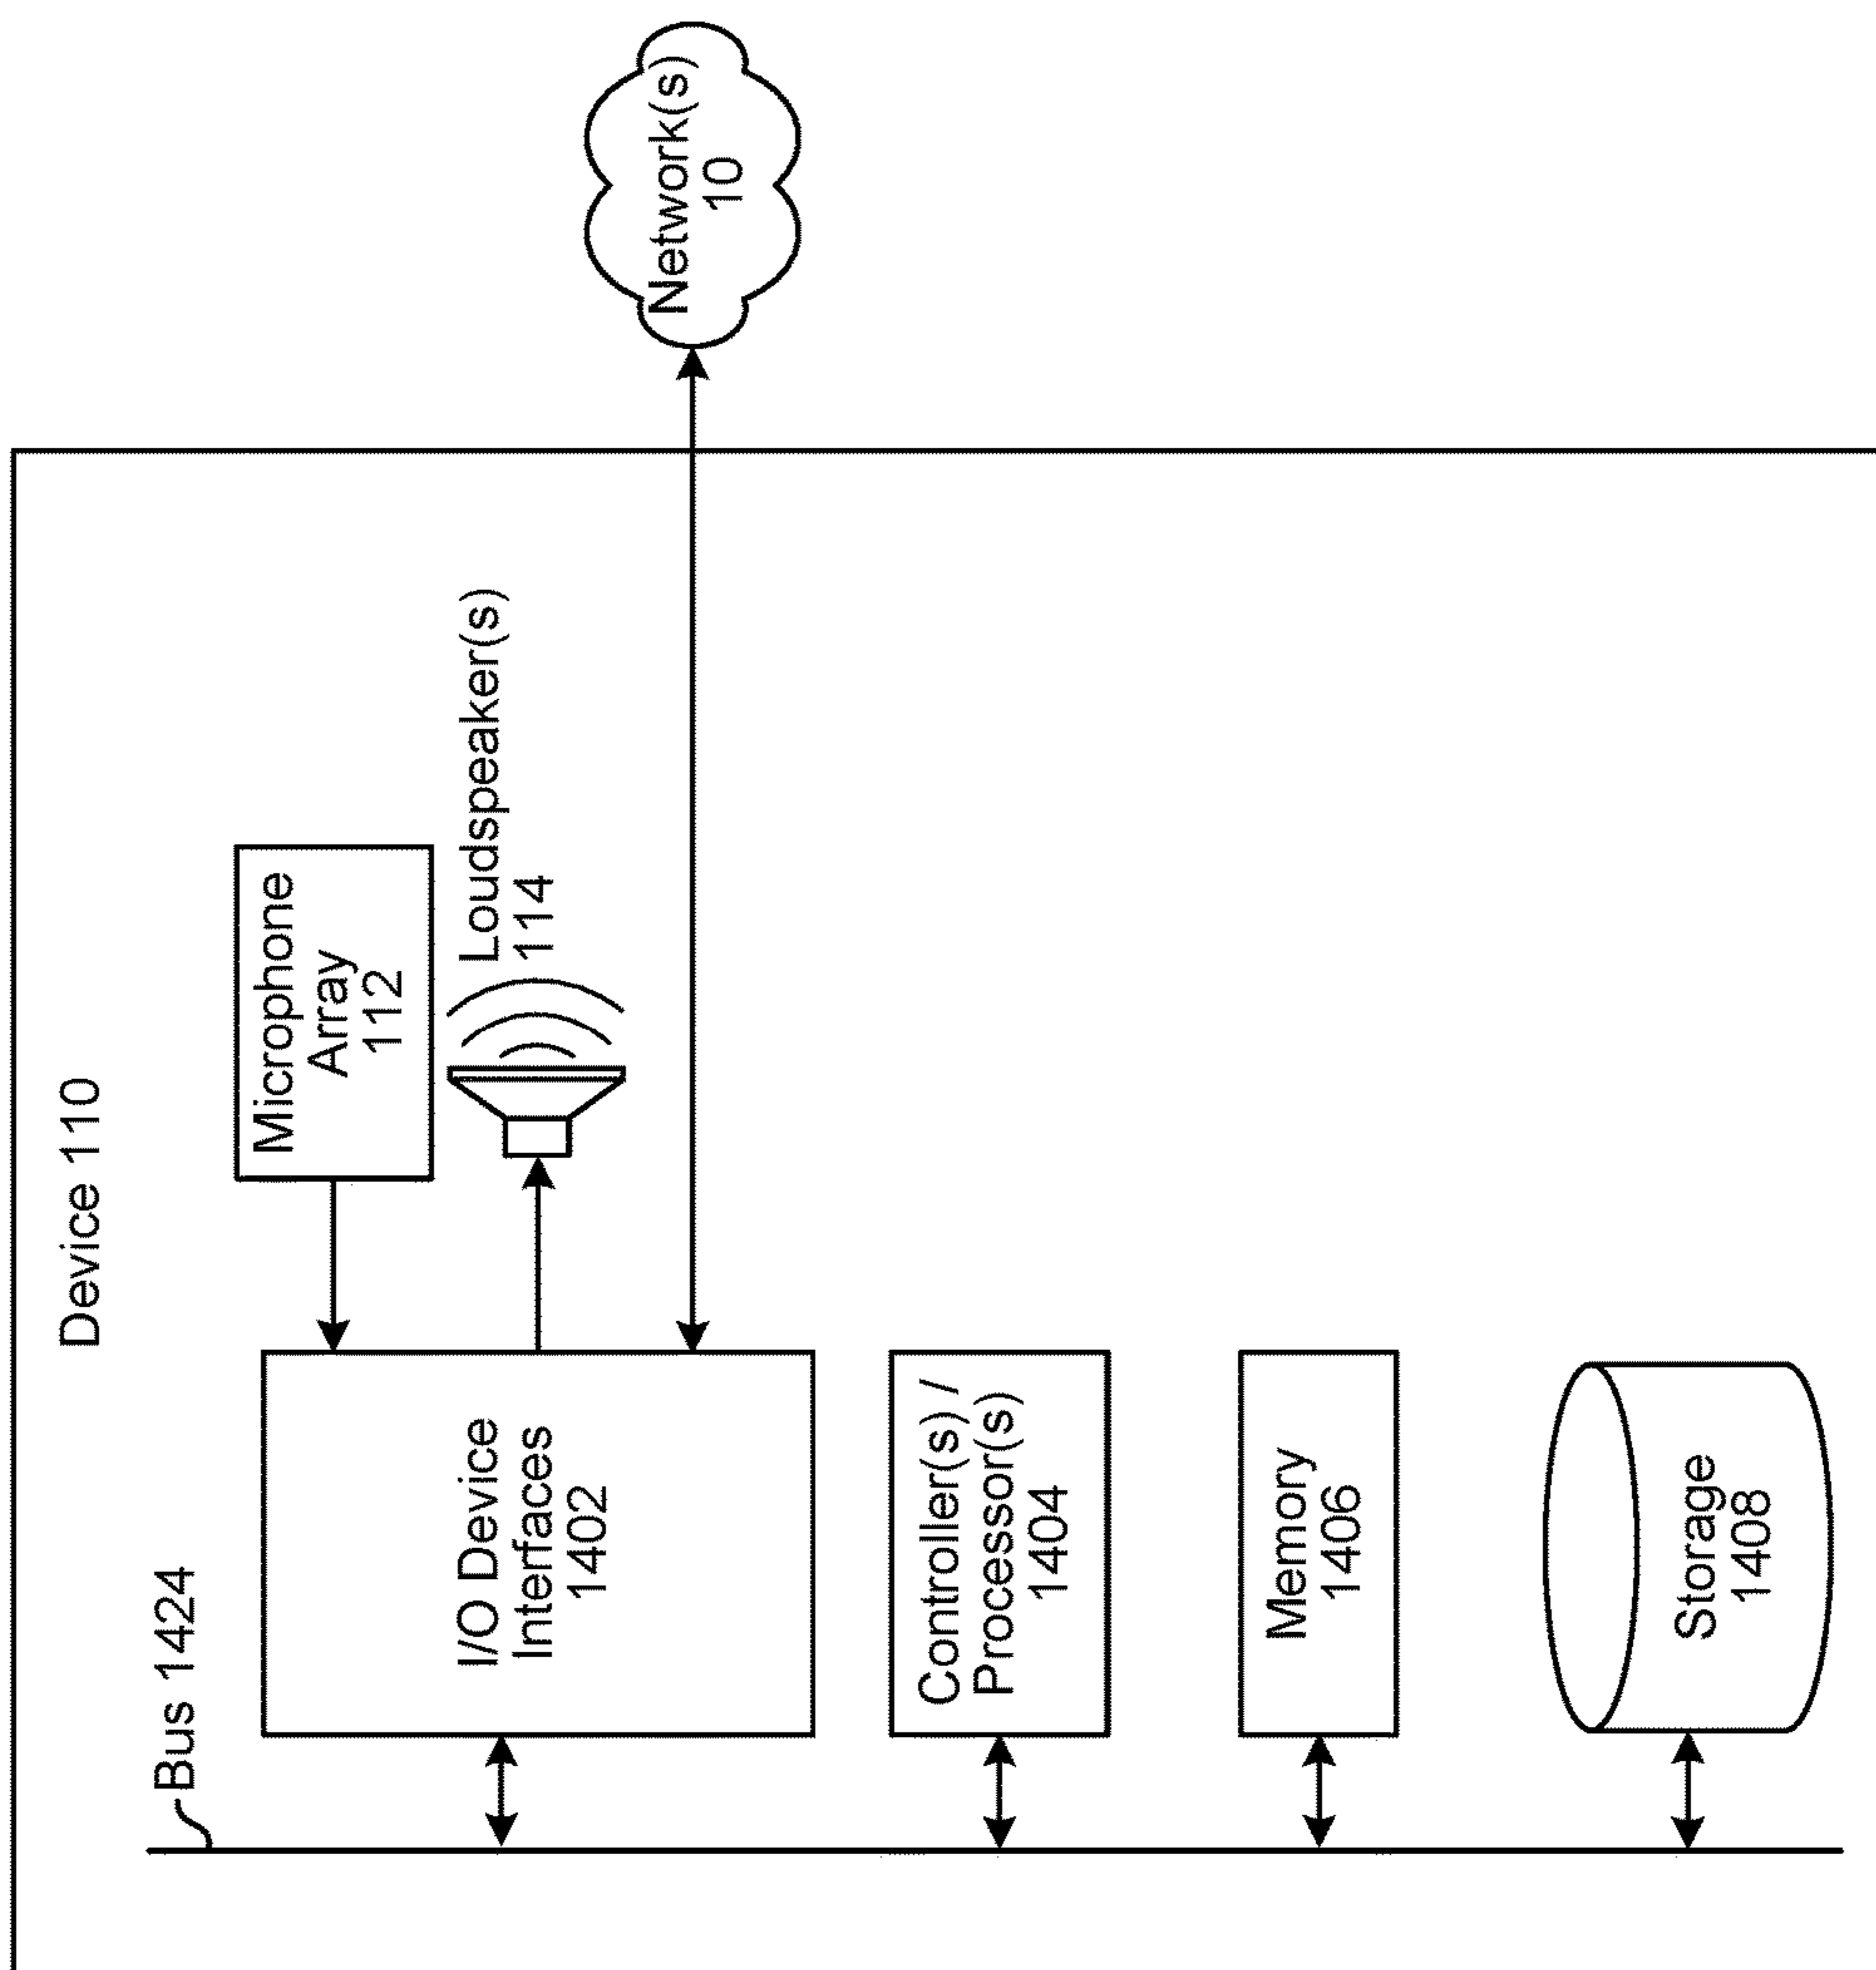 Device 110
Bus 1424
I/O Device
Interfaces
1402
Microphone
Array
112
Loudspeaker(s)
114
Network(s)
10
Controller(s) /
Processor(s)
1404
Memory
1406
Storage
1408